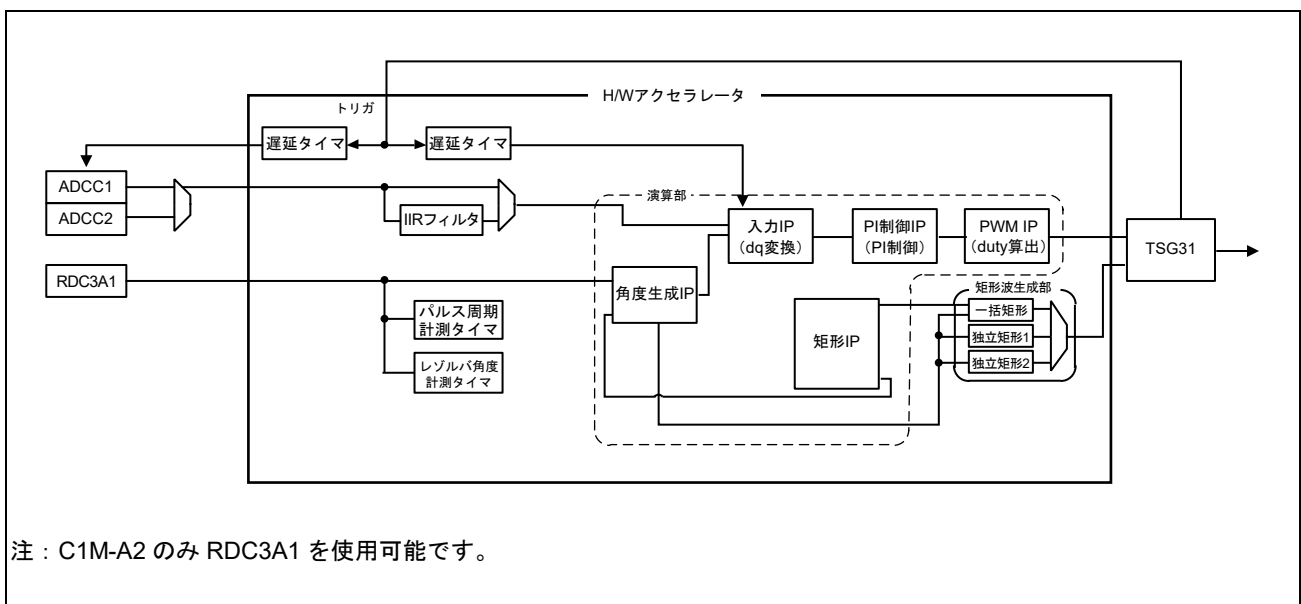 H/Wアクセラレータ
トリガ
遅延タイマ
遅延タイマ
ADCC1
ADCC2
IIRフィルタ
演算部
入力IP
（dq変換）
PI制御IP
（PI制御）
PWM IP
（duty算出）
TSG31
RDC3A1
角度生成IP
パルス周期
計測タイマ
レゾルバ角度
計測タイマ
矩形IP
矩形波生成部
一括矩形
独立矩形1
独立矩形2
注：C1M-A2 のみ RDC3A1 を使用可能です。